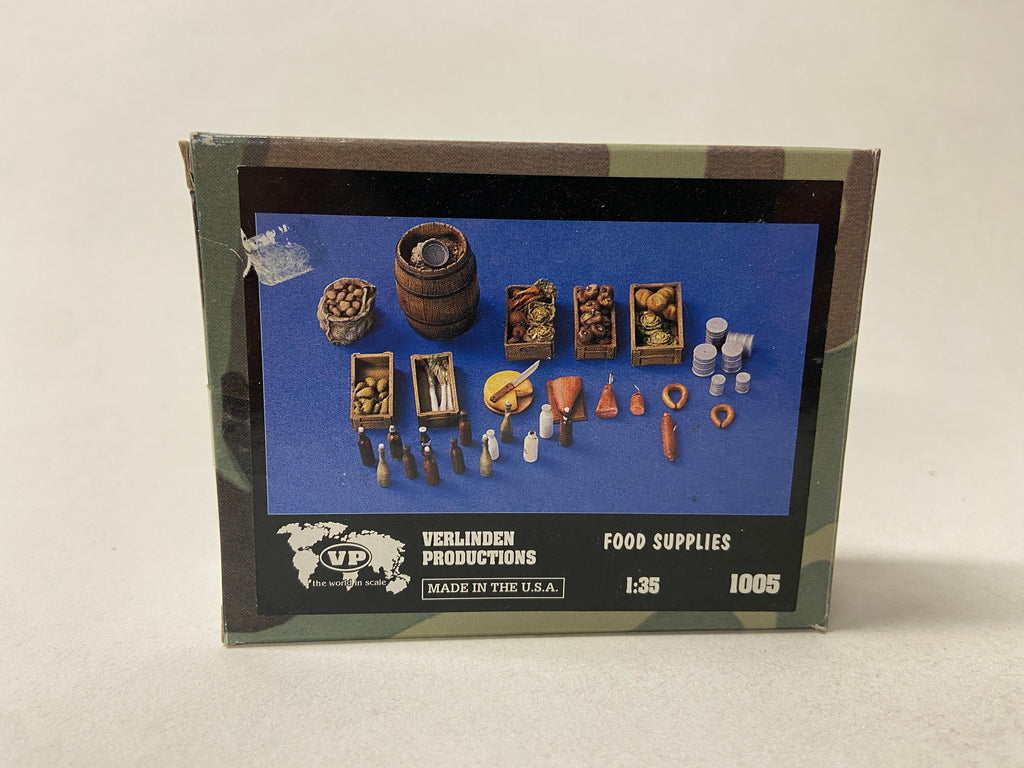 VP
the world in scale
VERLINDEN
PRODUCTIONS
MADE IN THE U.S.A.
FOOD SUPPLIES
1:35
1005